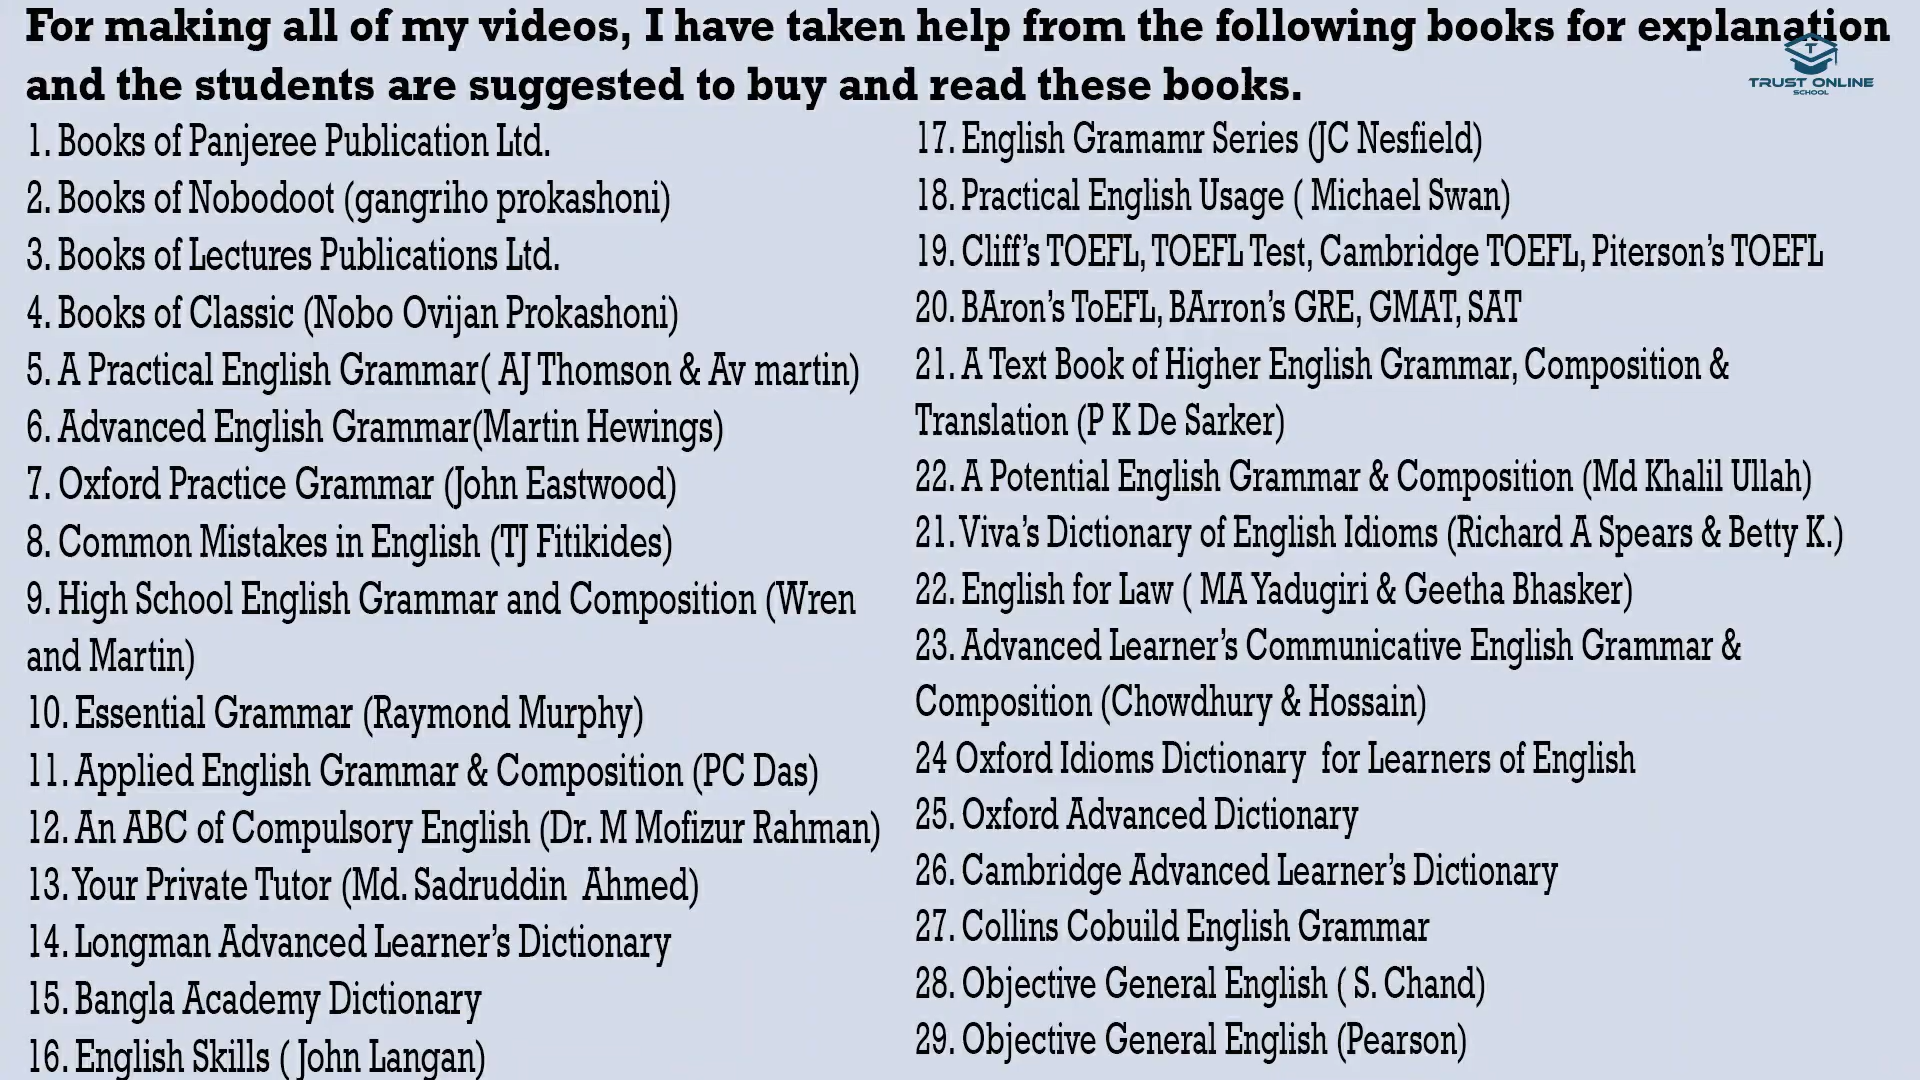 For making all of my videos, I have taken help from the following books for explanation
and the students are suggested to buy and read these books.
TRUST ONLINE
SCHOOL
1. Books of Panjeree Publication Ltd.
2. Books of Nobodoot (gangriho prokashoni)
3. Books of Lectures Publications Ltd.
4. Books of Classic (Nobo Ovijan Prokashoni)
5. A Practical English Grammar( AJ Thomson & Av martin)
6. Advanced English Grammar(Martin Hewings)
7. Oxford Practice Grammar (John Eastwood)
8. Common Mistakes in English (TJ Fitikides)
9. High School English Grammar and Composition (Wren
and Martin)
10. Essential Grammar (Raymond Murphy)
11. Applied English Grammar & Composition (PC Das)
12. An ABC of Compulsory English (Dr. M Mofizur Rahman)
13. Your Private Tutor (Md. Sadruddin  Ahmed)
14. Longman Advanced Learner’s Dictionary
15. Bangla Academy Dictionary
16. English Skills ( John Langan)
17. English Gramamr Series (JC Nesfield)
18. Practical English Usage ( Michael Swan)
19. Cliff’s TOEFL, TOEFL Test, Cambridge TOEFL, Piterson’s TOEFL
20. BAron’s ToEFL, BArron’s GRE, GMAT, SAT
21. A Text Book of Higher English Grammar, Composition &
Translation (P K De Sarker)
22. A Potential English Grammar & Composition (Md Khalil Ullah)
21. Viva’s Dictionary of English Idioms (Richard A Spears & Betty K.)
22. English for Law ( MA Yadugiri & Geetha Bhasker)
23. Advanced Learner’s Communicative English Grammar &
Composition (Chowdhury & Hossain)
24 Oxford Idioms Dictionary  for Learners of English
25. Oxford Advanced Dictionary
26. Cambridge Advanced Learner’s Dictionary
27. Collins Cobuild English Grammar
28. Objective General English ( S. Chand)
29. Objective General English (Pearson)